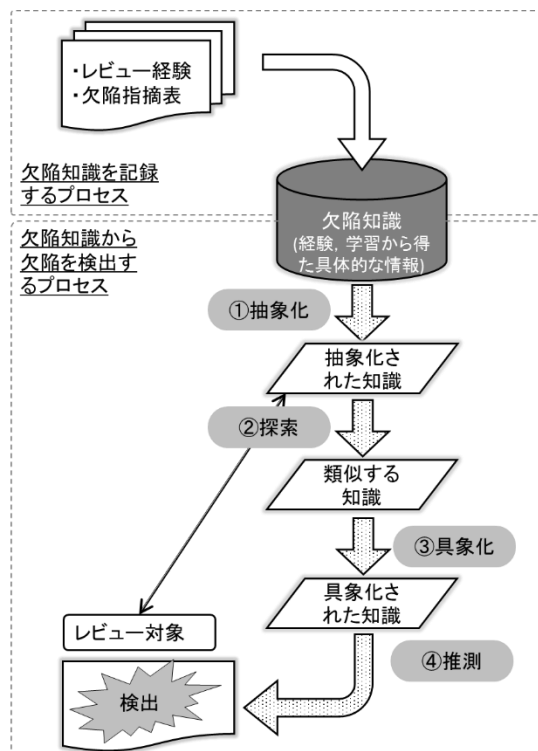 ・レビュー経験
・欠陥指摘表
欠陥知識を記録
するプロセス
欠陥知識
(経験，学習から得
た具体的な情報)
欠陥知識から
欠陥を検出す
るプロセス
①抽象化
抽象化さ
れた知識
②探索
類似する
知識
③具象化
具象化さ
れた知識
レビュー対象
④推測
検出